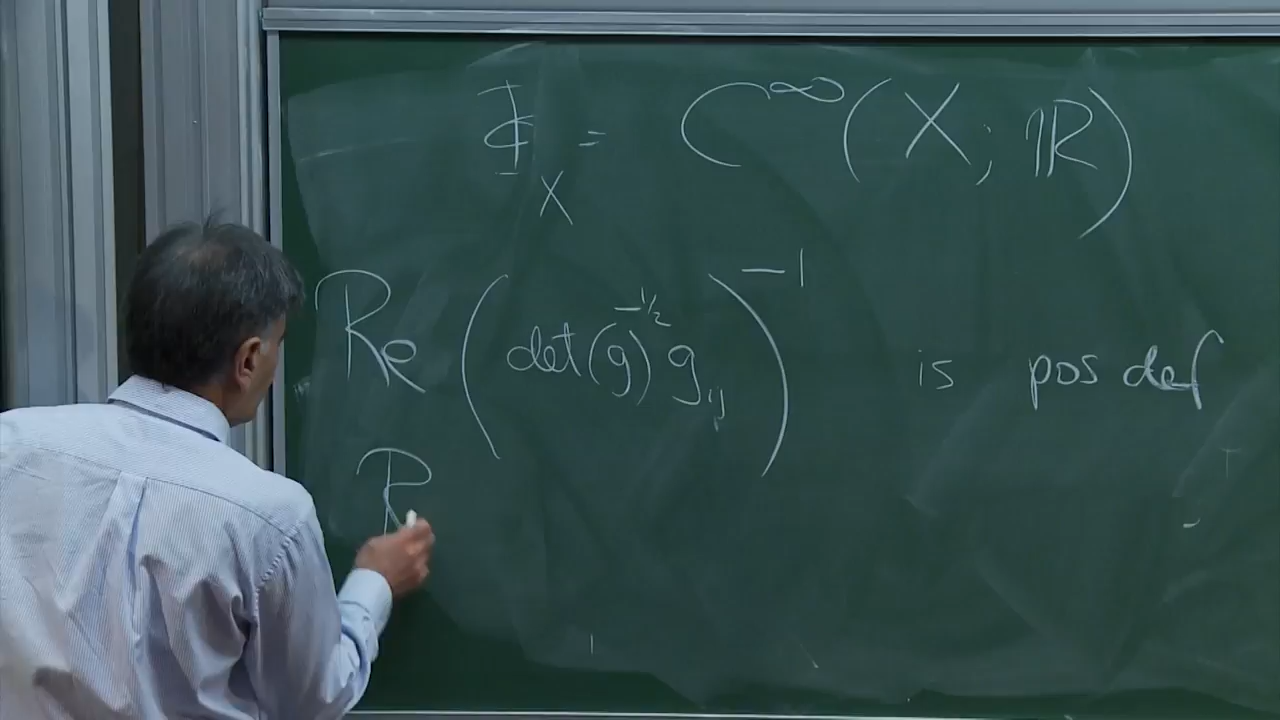 Φ_X = C^∞(X; ℝ)
Re (det(g)^{-1/2} g_{ij})^{-1} is pos def
R